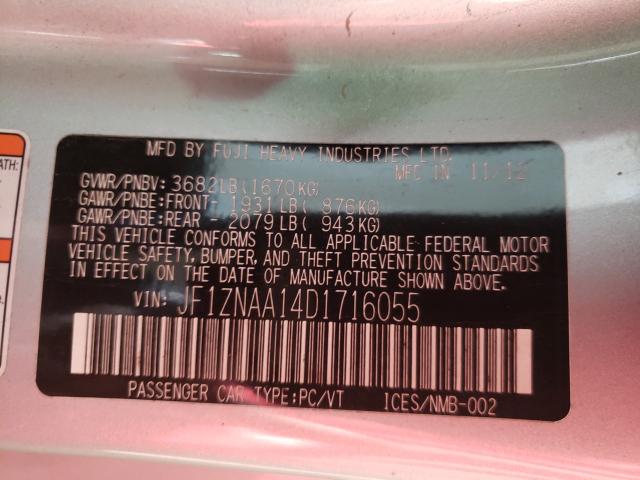 ATH:
MFD BY FUJI HEAVY INDUSTRIES LTD.
MFD IN 11/12
GVWR/PNBV:3682LB(1670KG)
GAWR/PNBE:FRONT- 1931LB( 876KG)
GAWR/PNBE:REAR - 2079LB( 943KG)
THIS VEHICLE CONFORMS TO ALL APPLICABLE FEDERAL MOTOR
VEHICLE SAFETY, BUMPER, AND THEFT PREVENTION STANDARDS
IN EFFECT ON THE DATE OF MANUFACTURE SHOWN ABOVE.
VIN: JF1ZNAA14D1716055
PASSENGER CAR TYPE:PC/VT ICES/NMB-002